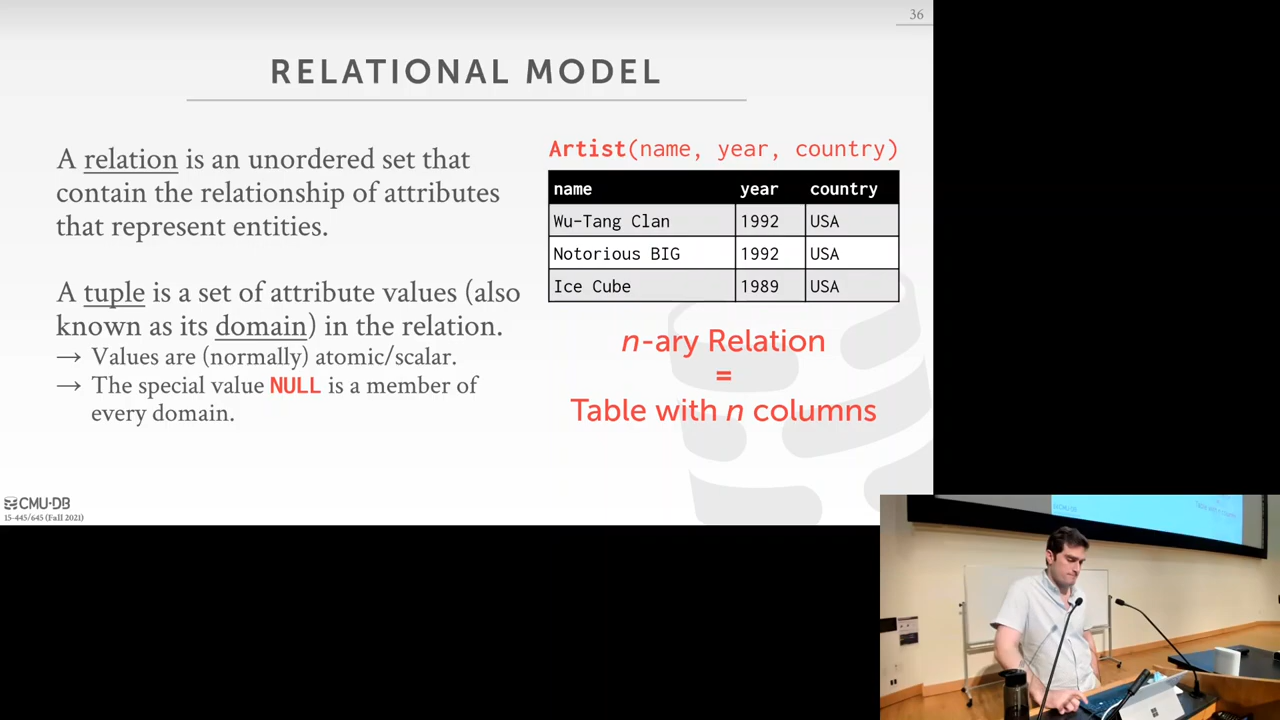 36
RELATIONAL MODEL
A relation is an unordered set that
contain the relationship of attributes
that represent entities.
A tuple is a set of attribute values (also
known as its domain) in the relation.
→ Values are (normally) atomic/scalar.
→ The special value NULL is a member of
every domain.
Artist(name, year, country)
name year country
Wu-Tang Clan 1992 USA
Notorious BIG 1992 USA
Ice Cube 1989 USA
n-ary Relation
=
Table with n columns
CMU·DB
15-445/645 (Fall 2021)